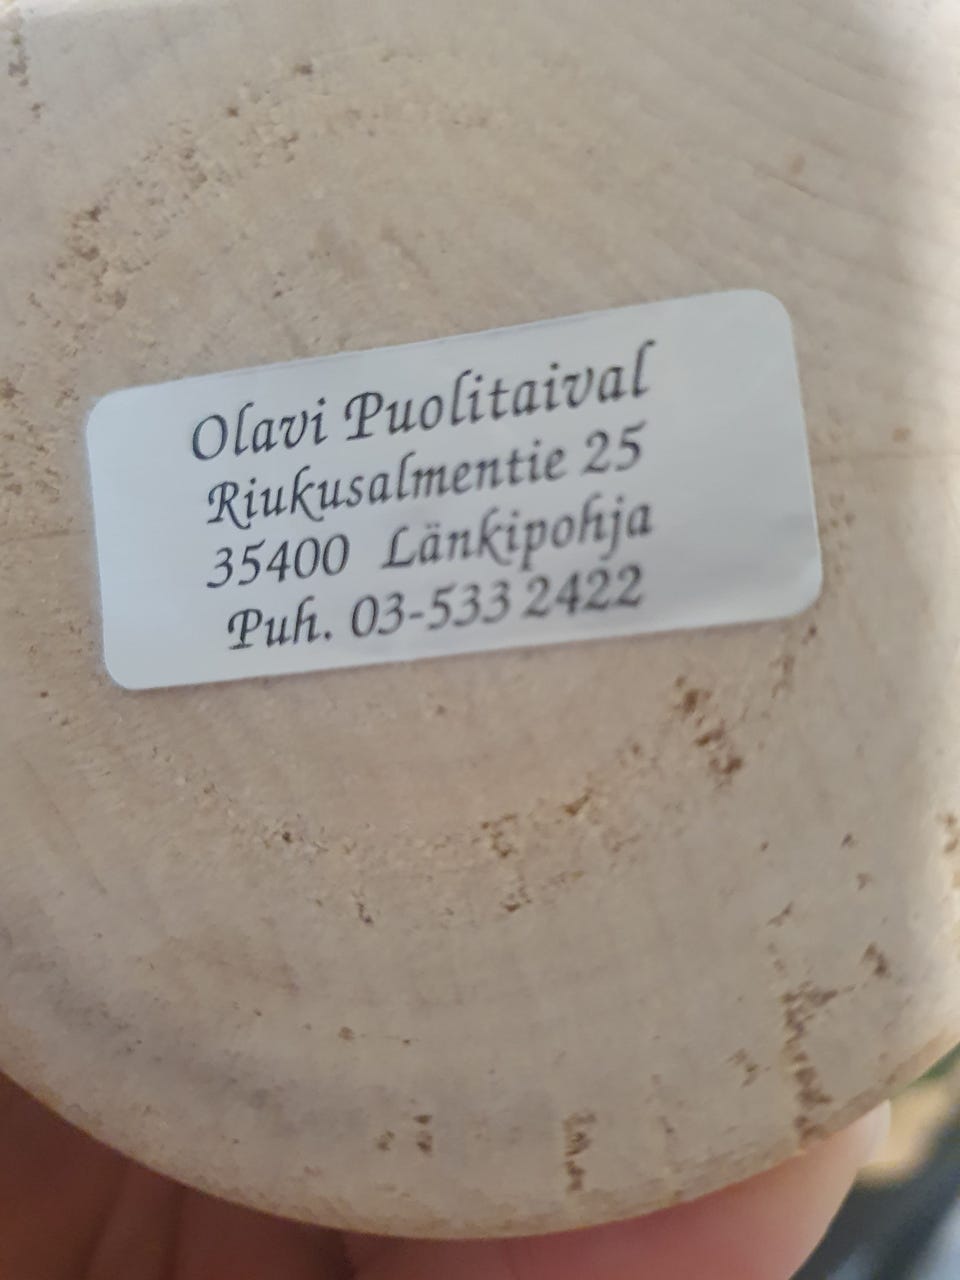 Olavi Puolitaival
Riukusalmentie 25
35400 Länkipohja
Puh. 03-533 2422